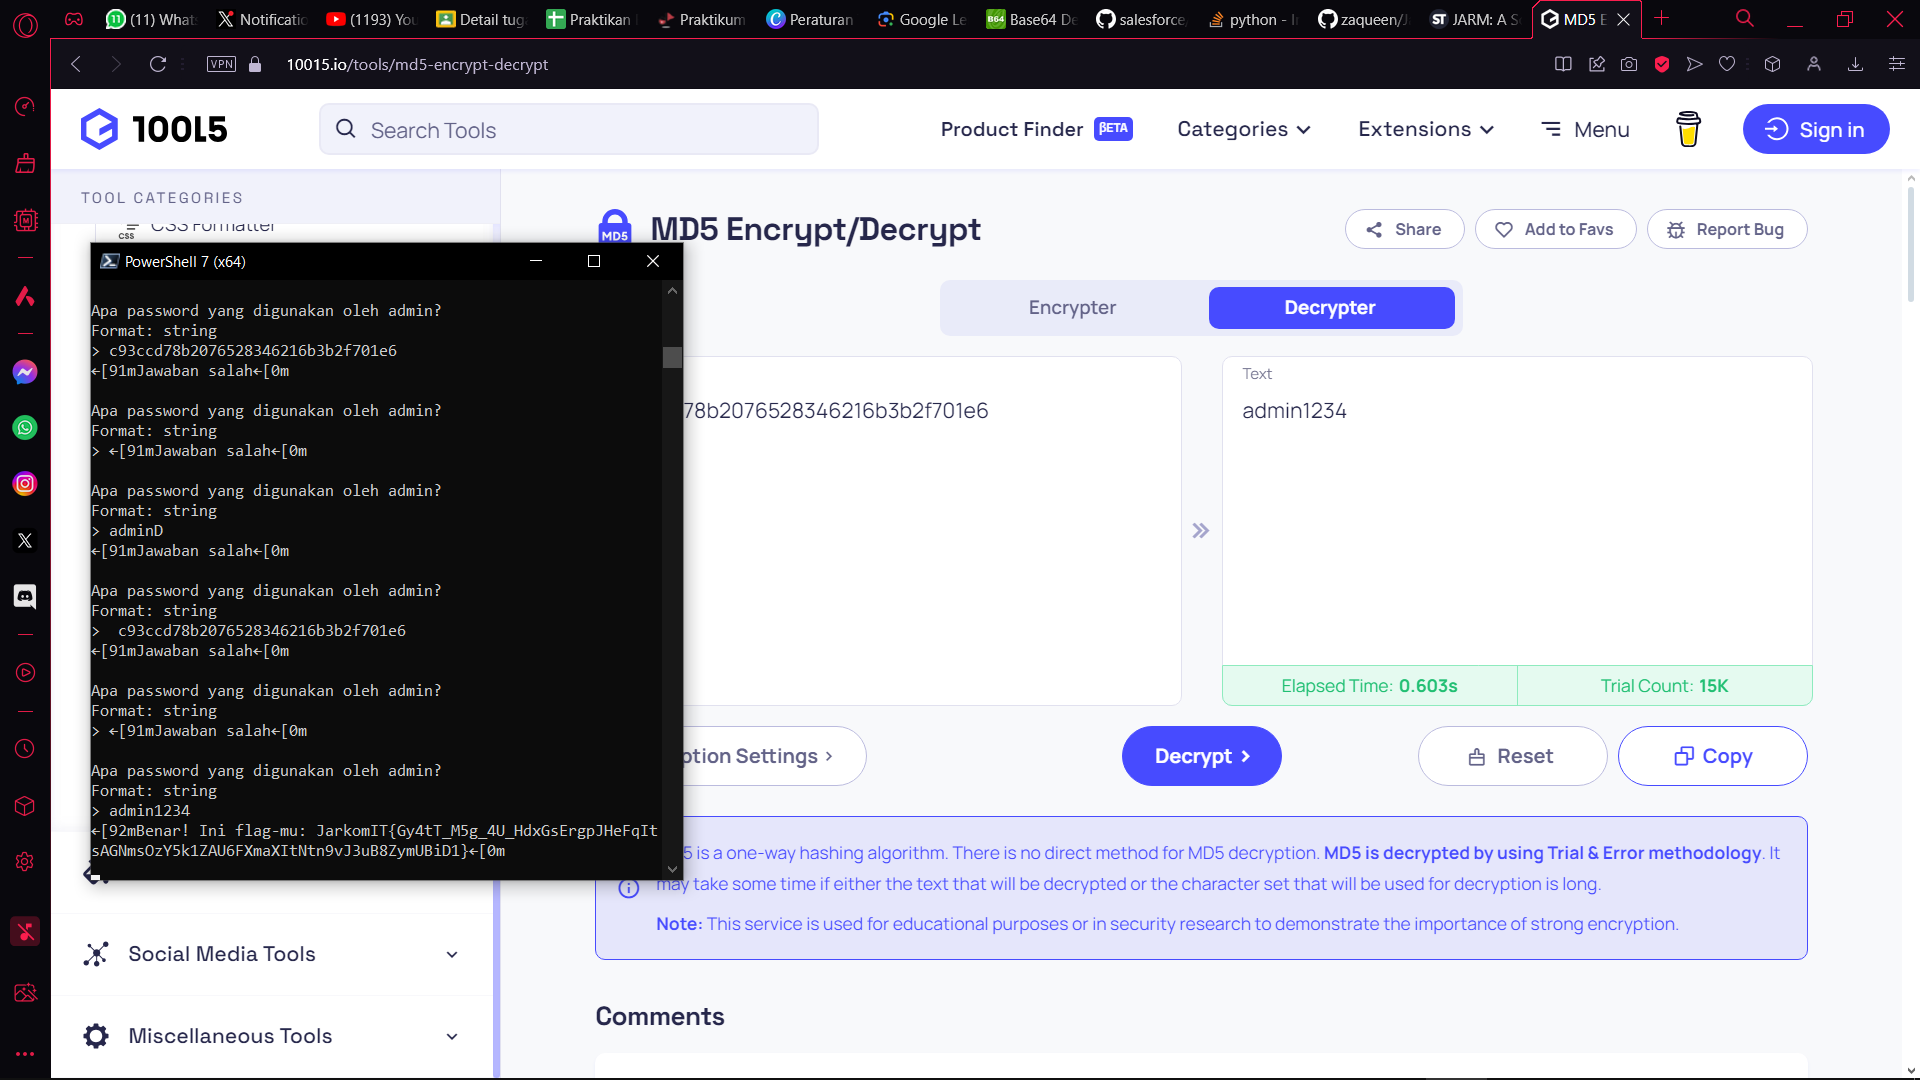 (11) Whats
Notificatio
(1193) You
Detail tug
Praktikan
Praktikum
Peraturan
Google Le
Base64 De
salesforce
python - I
zaqueen/J
ST JARM: A S
MD5 E
VPN
10015.io/tools/md5-encrypt-decrypt
10015
Search Tools
Product Finder BETA
Categories
Extensions
Menu
Sign in
TOOL CATEGORIES
CSS Formatter
CSS
MD5
MD5 Encrypt/Decrypt
Share
Add to Favs
Report Bug
Encrypter
Decrypter
78b2076528346216b3b2f701e6
Text
admin1234
Elapsed Time: 0.603s
Trial Count: 15K
ption Settings ›
Decrypt ›
Reset
Copy
5 is a one-way hashing algorithm. There is no direct method for MD5 decryption. MD5 is decrypted by using Trial & Error methodology. It
may take some time if either the text that will be decrypted or the character set that will be used for decryption is long.
Note: This service is used for educational purposes or in security research to demonstrate the importance of strong encryption.
Comments
Social Media Tools
Miscellaneous Tools
PowerShell 7 (x64)
Apa password yang digunakan oleh admin?
Format: string
> c93ccd78b2076528346216b3b2f701e6
←[91mJawaban salah←[0m
Apa password yang digunakan oleh admin?
Format: string
> ←[91mJawaban salah←[0m
Apa password yang digunakan oleh admin?
Format: string
> adminD
←[91mJawaban salah←[0m
Apa password yang digunakan oleh admin?
Format: string
>  c93ccd78b2076528346216b3b2f701e6
←[91mJawaban salah←[0m
Apa password yang digunakan oleh admin?
Format: string
> ←[91mJawaban salah←[0m
Apa password yang digunakan oleh admin?
Format: string
> admin1234
←[92mBenar! Ini flag-mu: JarkomIT{Gy4tT_M5g_4U_HdxGsErgpJHeFqIt
sAGNmsOzY5k1ZAU6FXmaXItNtn9vJ3uB8ZymUBiD1}←[0m